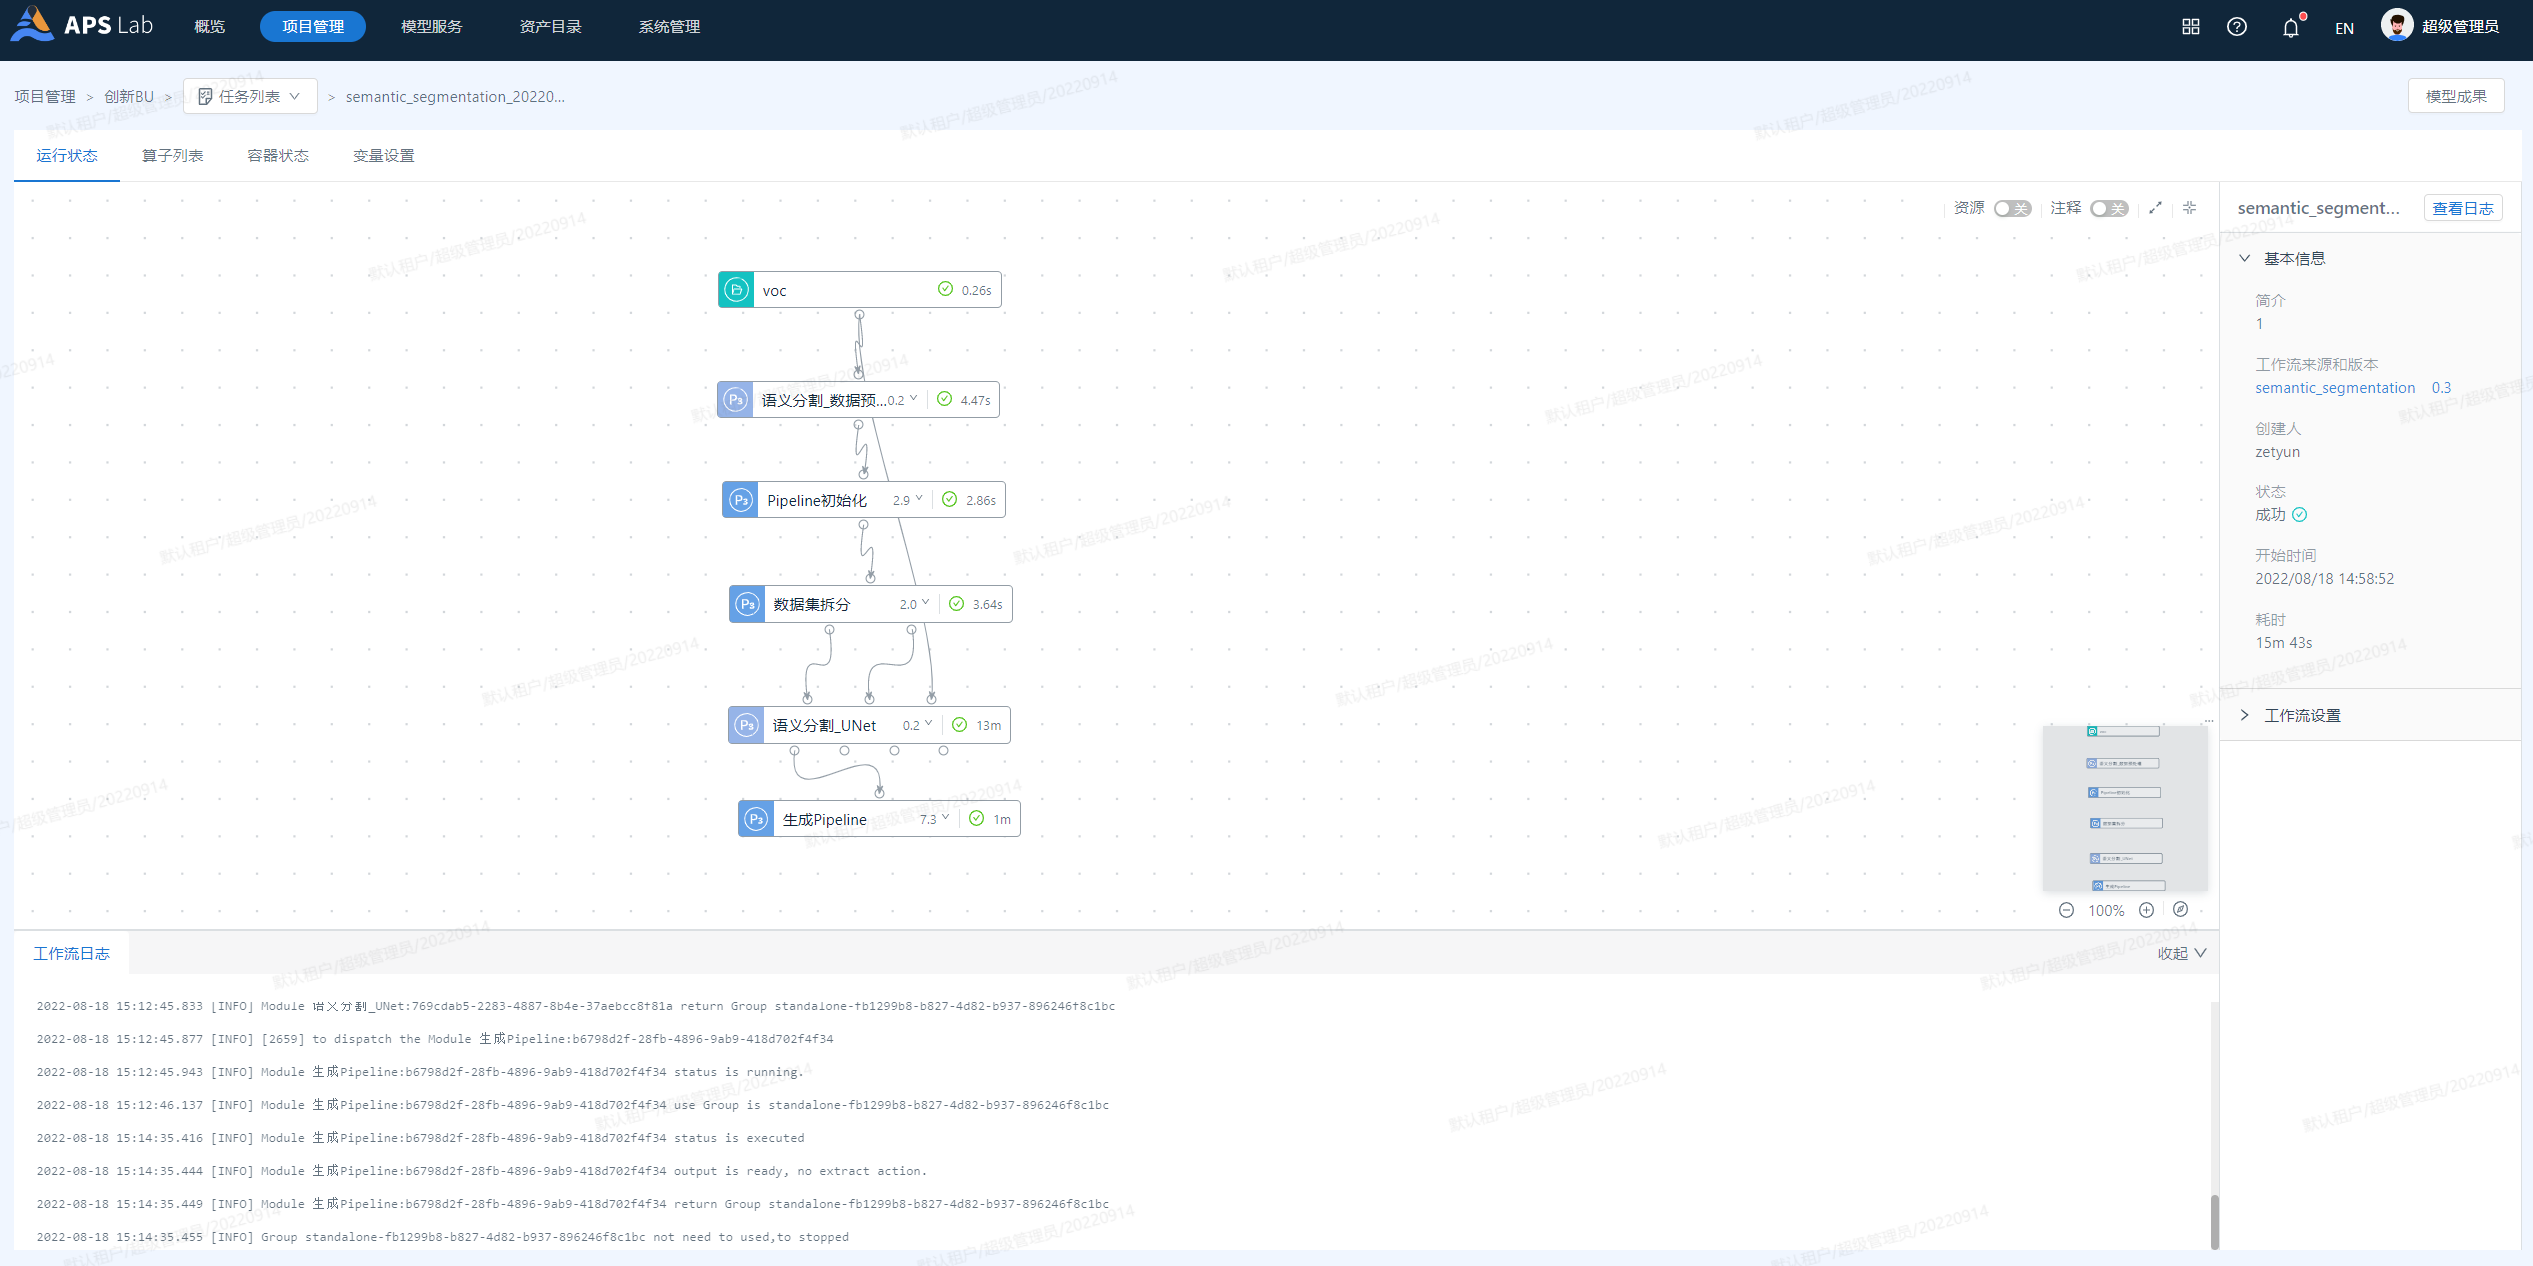 APS Lab
概览
项目管理
模型服务
资产目录
系统管理
EN
超级管理员
项目管理 > 创新BU > 任务列表 > semantic_segmentation_20220...
模型成果
运行状态
算子列表
容器状态
变量设置
资源 关 注释 关
voc 0.26s
语义分割_数据预...0.2 4.47s
Pipeline初始化 2.9 2.86s
数据集拆分 2.0 3.64s
语义分割_UNet 0.2 13m
生成Pipeline 7.3 1m
100%
semantic_segment...
查看日志
基本信息
简介
1
工作流来源和版本
semantic_segmentation 0.3
创建人
zetyun
状态
成功
开始时间
2022/08/18 14:58:52
耗时
15m 43s
工作流设置
工作流日志
收起
2022-08-18 15:12:45.833 [INFO] Module 语义分割_UNet:769cdab5-2283-4887-8b4e-37aebcc8f81a return Group standalone-fb1299b8-b827-4d82-b937-896246f8c1bc
2022-08-18 15:12:45.877 [INFO] [2659] to dispatch the Module 生成Pipeline:b6798d2f-28fb-4896-9ab9-418d702f4f34
2022-08-18 15:12:45.943 [INFO] Module 生成Pipeline:b6798d2f-28fb-4896-9ab9-418d702f4f34 status is running.
2022-08-18 15:12:46.137 [INFO] Module 生成Pipeline:b6798d2f-28fb-4896-9ab9-418d702f4f34 use Group is standalone-fb1299b8-b827-4d82-b937-896246f8c1bc
2022-08-18 15:14:35.416 [INFO] Module 生成Pipeline:b6798d2f-28fb-4896-9ab9-418d702f4f34 status is executed
2022-08-18 15:14:35.444 [INFO] Module 生成Pipeline:b6798d2f-28fb-4896-9ab9-418d702f4f34 output is ready, no extract action.
2022-08-18 15:14:35.449 [INFO] Module 生成Pipeline:b6798d2f-28fb-4896-9ab9-418d702f4f34 return Group standalone-fb1299b8-b827-4d82-b937-896246f8c1bc
2022-08-18 15:14:35.455 [INFO] Group standalone-fb1299b8-b827-4d82-b937-896246f8c1bc not need to used,to stopped
默认租户/超级管理员/20220914